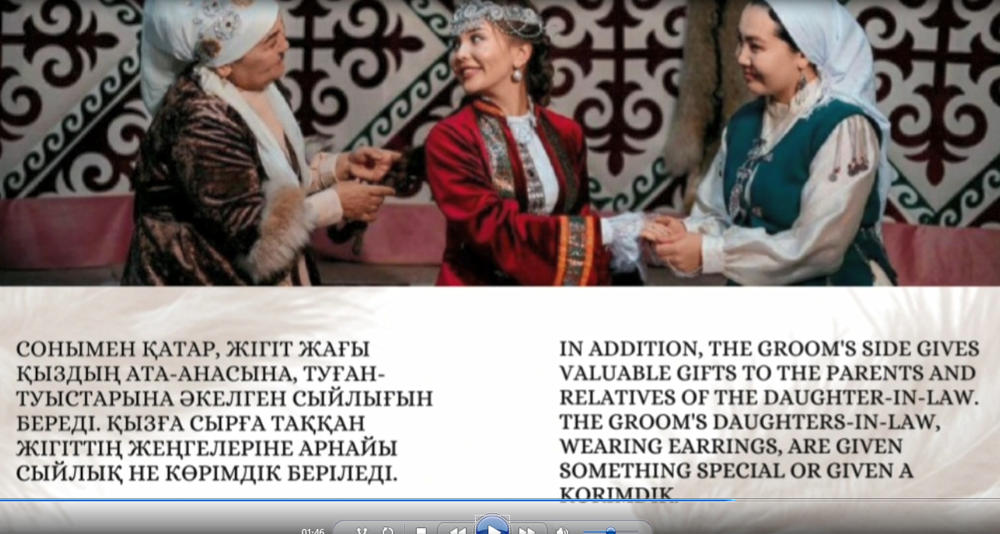 СОНЫМЕН ҚАТАР, ЖІГІТ ЖАҒЫ
ҚЫЗДЫҢ АТА-АНАСЫНА, ТУҒАН-
ТУЫСТАРЫНА ӘКЕЛГЕН СЫЙЛЫҒЫН
БЕРЕДІ. ҚЫЗҒА СЫРҒА ТАҚҚАН
ЖІГІТТІҢ ЖЕҢГЕЛЕРІНЕ АРНАЙЫ
СЫЙЛЫҚ НЕ КӨРІМДІК БЕРІЛЕДІ.
IN ADDITION, THE GROOM'S SIDE GIVES
VALUABLE GIFTS TO THE PARENTS AND
RELATIVES OF THE DAUGHTER-IN-LAW.
THE GROOM'S DAUGHTERS-IN-LAW,
WEARING EARRINGS, ARE GIVEN
SOMETHING SPECIAL OR GIVEN A
KORIMDIK.
01:46